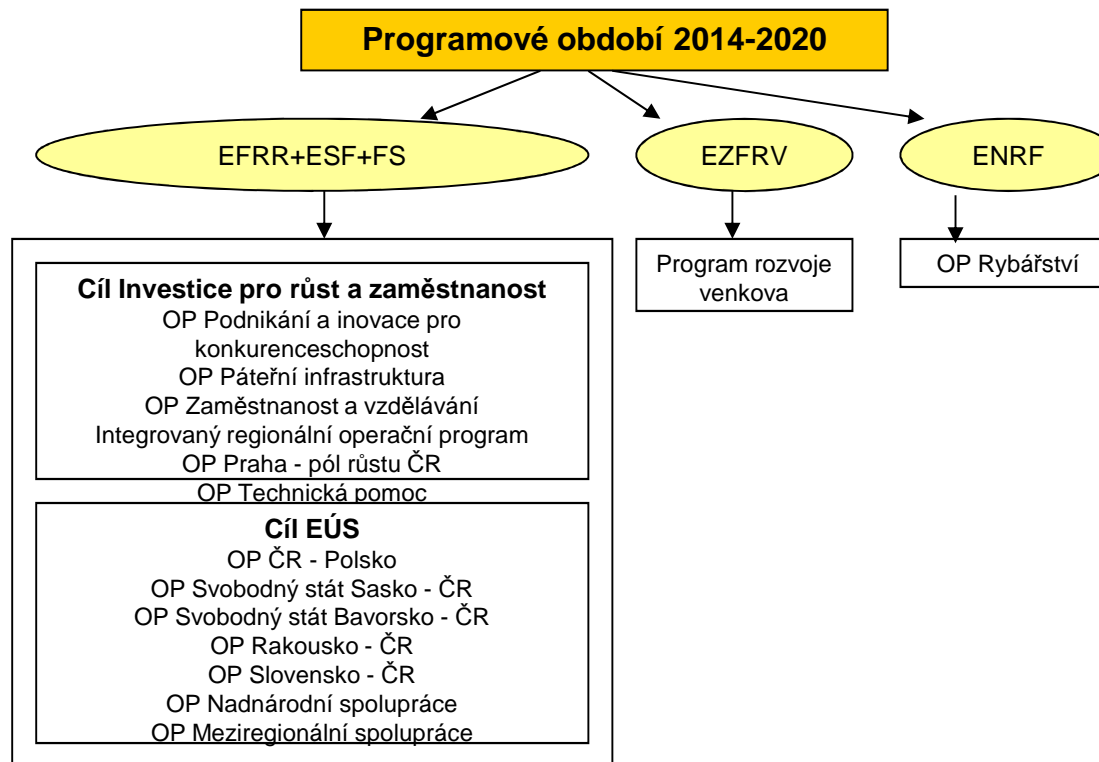 Programové období 2014-2020
EFRR+ESF+FS
EZFRV
ENRF
Cíl Investice pro růst a zaměstnanost
OP Podnikání a inovace pro
konkurenceschopnost
OP Páteřní infrastruktura
OP Zaměstnanost a vzdělávání
Integrovaný regionální operační program
OP Praha - pól růstu ČR
OP Technická pomoc
Cíl EÚS
OP ČR - Polsko
OP Svobodný stát Sasko - ČR
OP Svobodný stát Bavorsko - ČR
OP Rakousko - ČR
OP Slovensko - ČR
OP Nadnárodní spolupráce
OP Meziregionální spolupráce
Program rozvoje
venkova
OP Rybářství